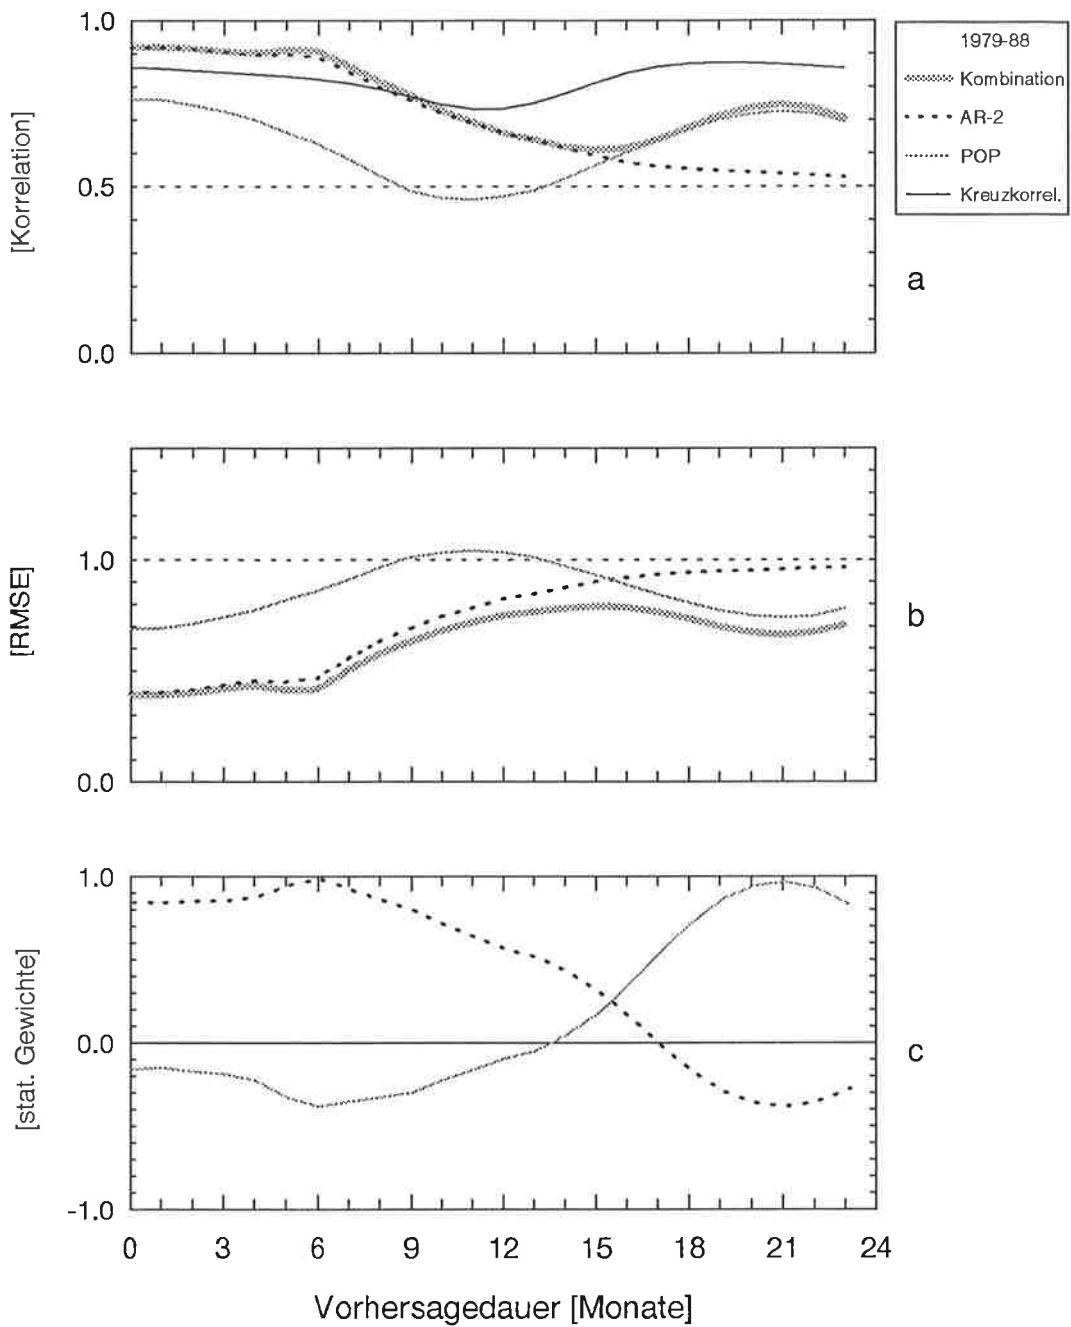 1.0
0.5
0.0
[Korrelation]
1979-88
Kombination
AR-2
POP
Kreuzkorrel.
a
1.0
0.0
[RMSE]
b
1.0
0.0
-1.0
[stat. Gewichte]
c
0 3 6 9 12 15 18 21 24
Vorhersagedauer [Monate]